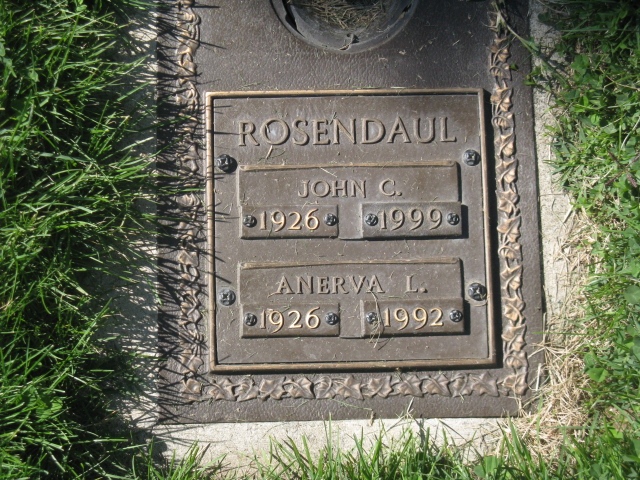 ROSENDAUL
JOHN C.
1926 1999
ANERVA L.
1926 1992